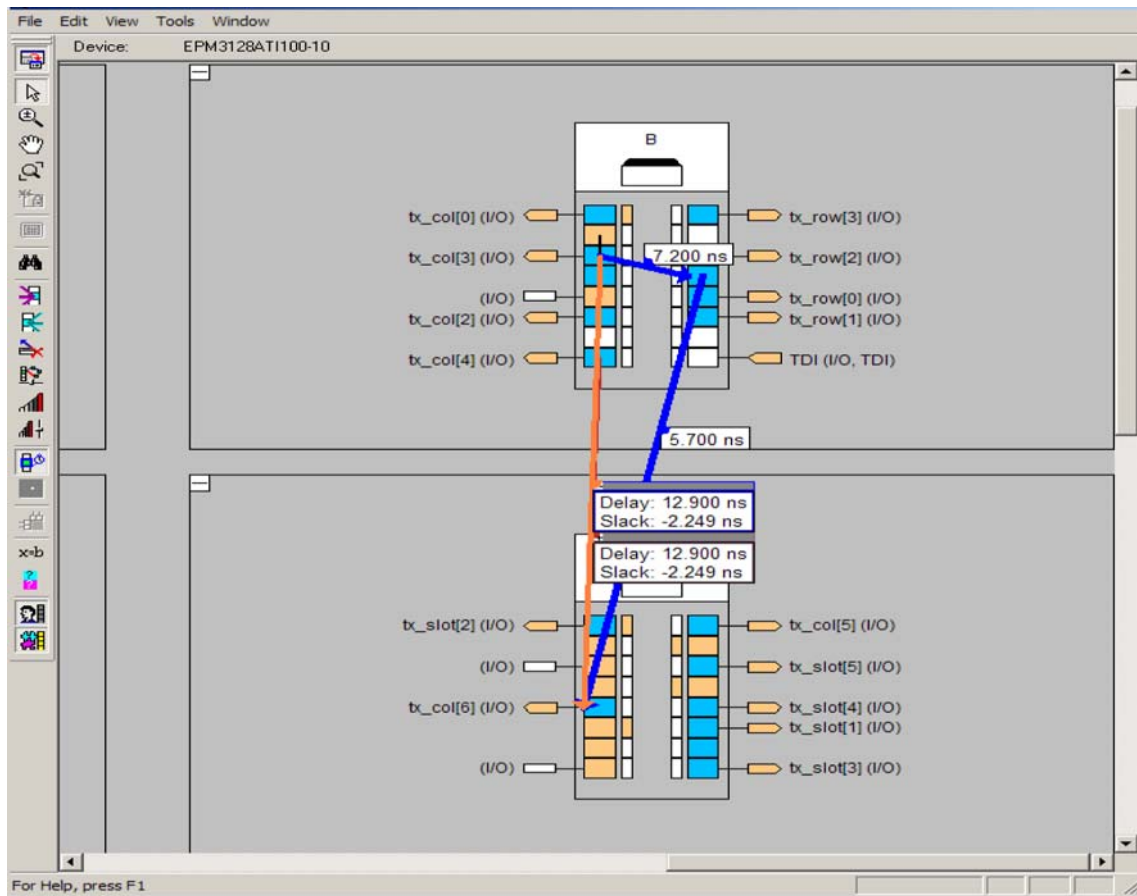 File Edit View Tools Window
Device: EPM3128ATI100-10
B
tx_col[0] (I/O)
tx_row[3] (I/O)
tx_col[3] (I/O)
7.200 ns
tx_row[2] (I/O)
(I/O)
tx_row[0] (I/O)
tx_col[2] (I/O)
tx_row[1] (I/O)
tx_col[4] (I/O)
TDI (I/O, TDI)
5.700 ns
Delay: 12.900 ns
Slack: -2.249 ns
Delay: 12.900 ns
Slack: -2.249 ns
tx_slot[2] (I/O)
tx_col[5] (I/O)
(I/O)
tx_slot[5] (I/O)
tx_col[6] (I/O)
tx_slot[4] (I/O)
tx_slot[1] (I/O)
(I/O)
tx_slot[3] (I/O)
x=b
For Help, press F1